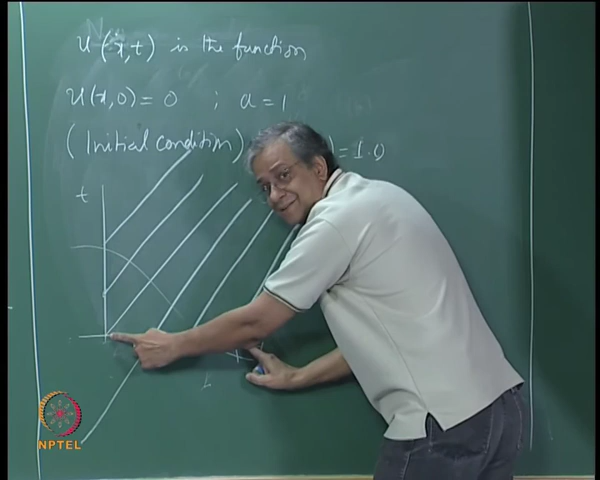 u(x,t) is the function
u(x,0) = 0 ; a = 1
(Initial condition) ) = 1.0
t
x
L
NPTEL